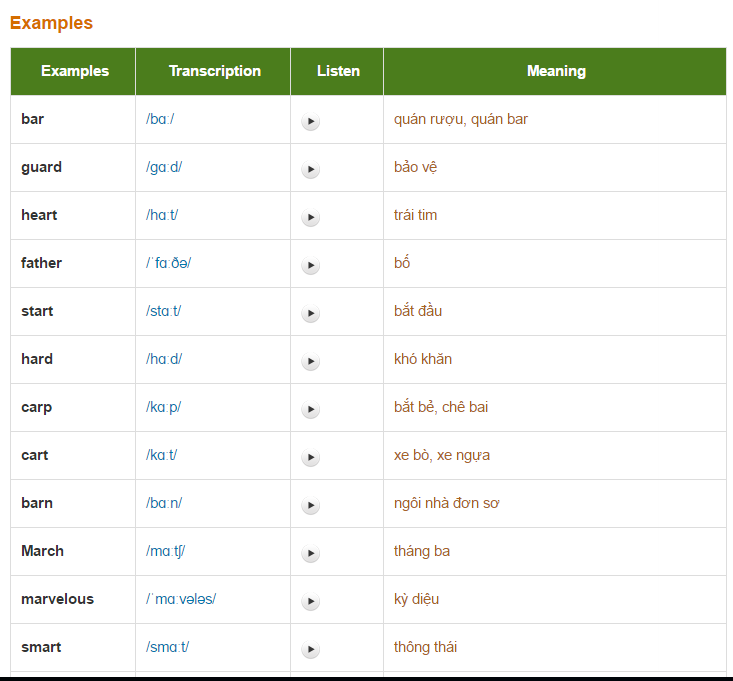 Examples
Examples Transcription Listen Meaning
bar /bɑː/ quán rượu, quán bar
guard /gɑːd/ bảo vệ
heart /hɑːt/ trái tim
father /ˈfɑːðə/ bố
start /stɑːt/ bắt đầu
hard /hɑːd/ khó khăn
carp /kɑːp/ bắt bẻ, chê bai
cart /kɑːt/ xe bò, xe ngựa
barn /bɑːn/ ngôi nhà đơn sơ
March /mɑːtʃ/ tháng ba
marvelous /ˈmɑːvələs/ kỳ diệu
smart /smɑːt/ thông thái